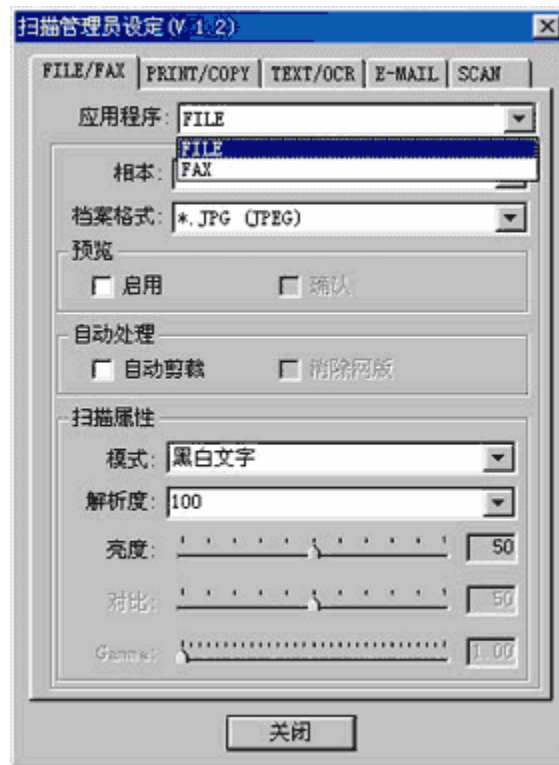 扫描管理员设定(V 1.2)
FILE/FAX PRINT/COPY TEXT/OCR E-MAIL SCAN
应用程序: FILE
FILE
FAX
相本:
档案格式: *.JPG (JPEG)
预览
启用 确认
自动处理
自动剪裁 消除网版
扫描属性
模式: 黑白文字
解析度: 100
亮度: 50
对比: 50
Gamma: 1.00
关闭